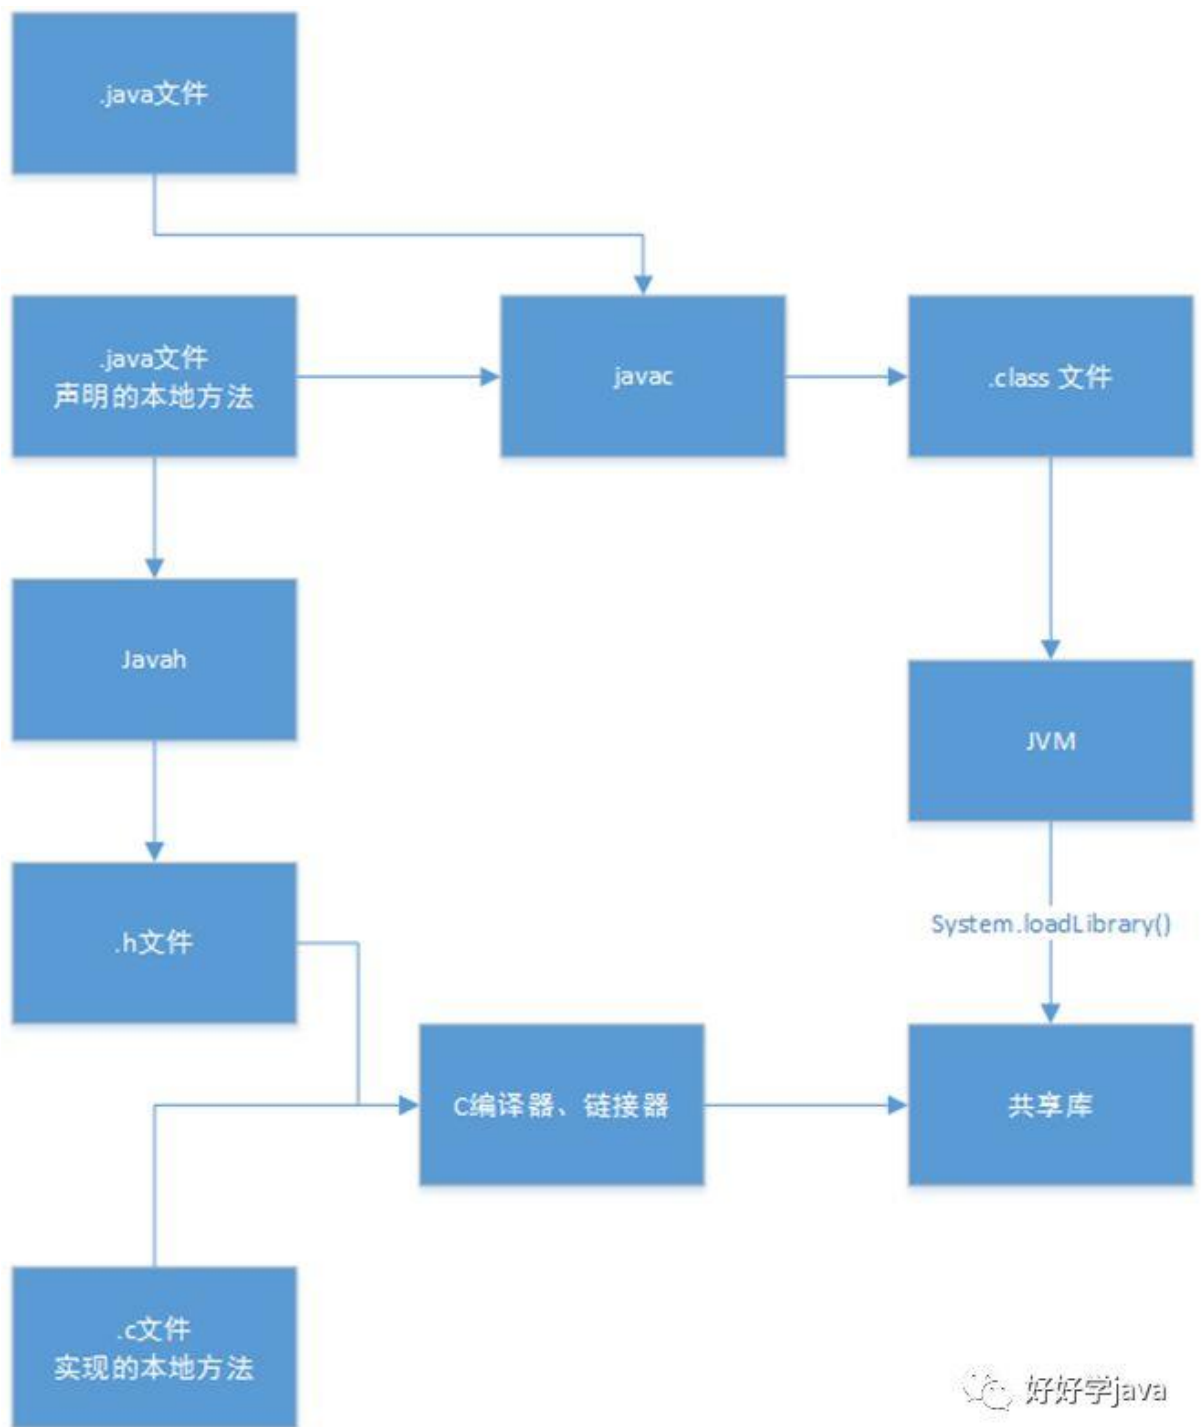 .java文件
.java文件
声明的本地方法
javac
.class 文件
Javah
JVM
.h文件
System.loadLibrary()
C编译器、链接器
共享库
.c文件
实现的本地方法
好好学java